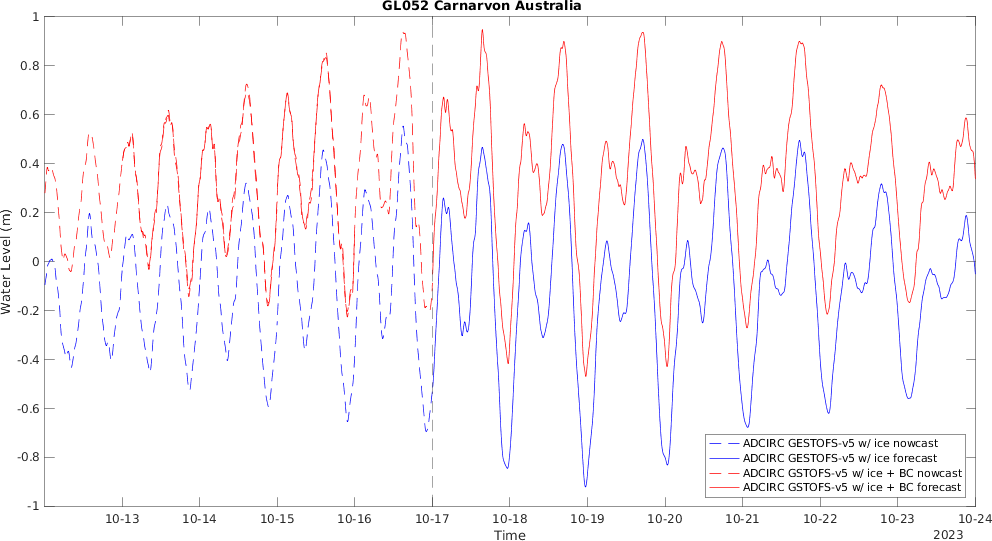 GL052 Carnarvon Australia
1
0.8
0.6
0.4
0.2
0
-0.2
-0.4
-0.6
-0.8
-1
Water Level (m)
10-13 10-14 10-15 10-16 10-17 10-18 10-19 10-20 10-21 10-22 10-23 10-24
Time
2023
ADCIRC GESTOFS-v5 w/ ice nowcast
ADCIRC GESTOFS-v5 w/ ice forecast
ADCIRC GSTOFS-v5 w/ ice + BC nowcast
ADCIRC GSTOFS-v5 w/ ice + BC forecast